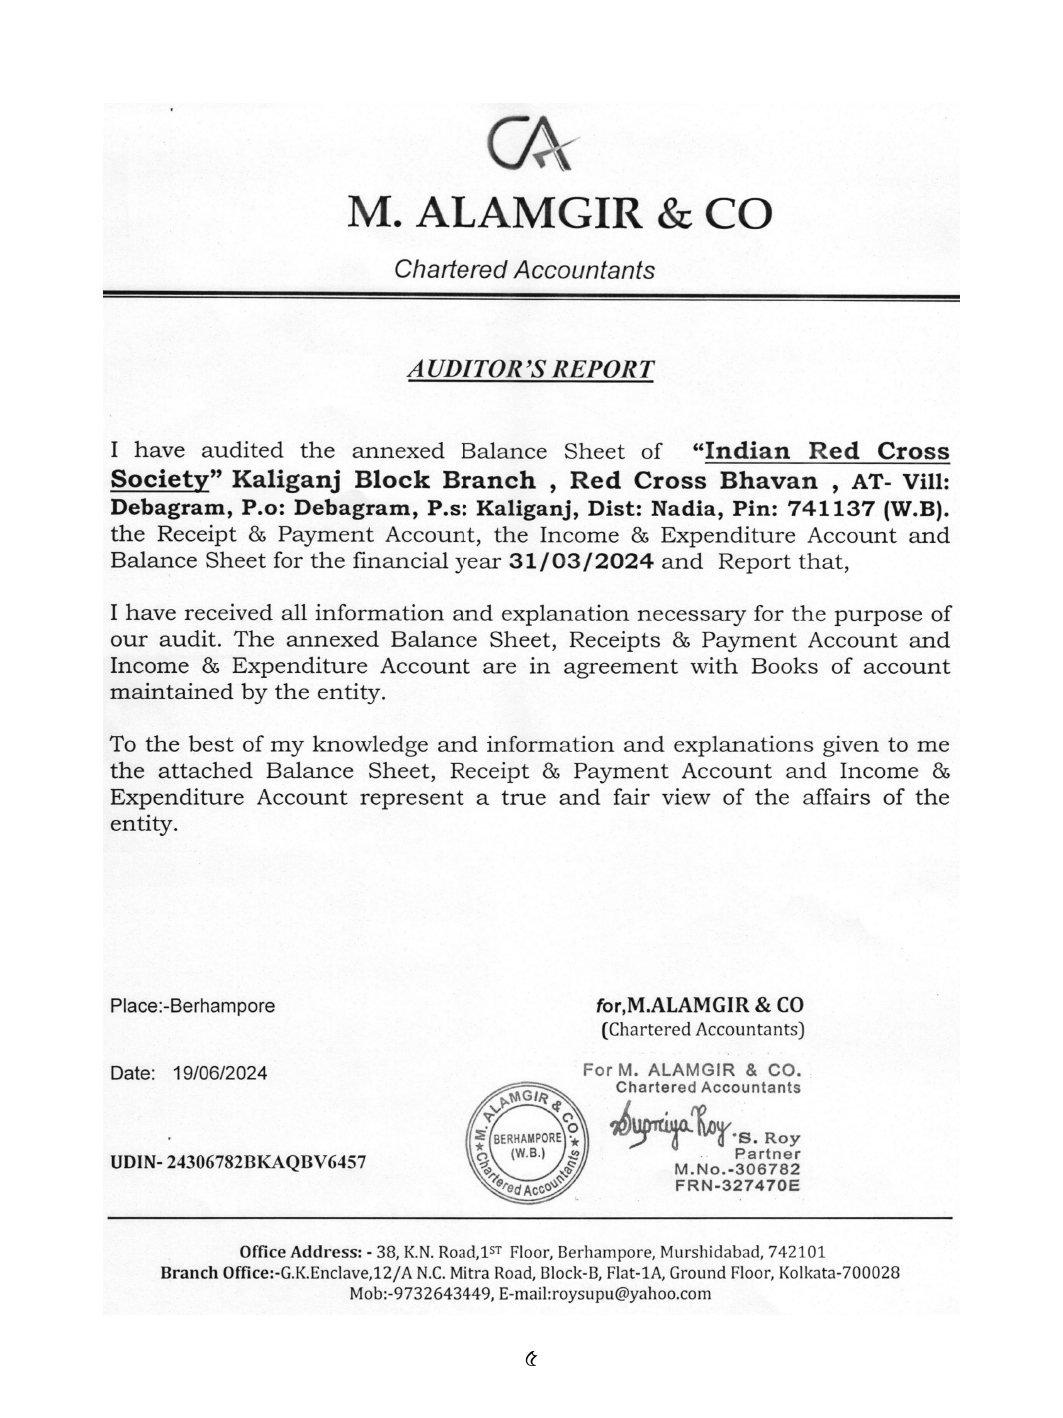 CA
M. ALAMGIR & CO
Chartered Accountants
AUDITOR'S REPORT
I have audited the annexed Balance Sheet of "Indian Red Cross
Society" Kaliganj Block Branch , Red Cross Bhavan , AT- Vill:
Debagram, P.o: Debagram, P.s: Kaliganj, Dist: Nadia, Pin: 741137 (W.B).
the Receipt & Payment Account, the Income & Expenditure Account and
Balance Sheet for the financial year 31/03/2024 and Report that,
I have received all information and explanation necessary for the purpose of
our audit. The annexed Balance Sheet, Receipts & Payment Account and
Income & Expenditure Account are in agreement with Books of account
maintained by the entity.
To the best of my knowledge and information and explanations given to me
the attached Balance Sheet, Receipt & Payment Account and Income &
Expenditure Account represent a true and fair view of the affairs of the
entity.
Place:-Berhampore
for,M.ALAMGIR & CO
(Chartered Accountants)
Date: 19/06/2024
For M. ALAMGIR & CO.
Chartered Accountants
M. ALAMGIR & CO.
BERHAMPORE
(W.B.)
Chartered Accountants
Supriya Roy
S. Roy
Partner
M.No.-306782
FRN-327470E
UDIN- 24306782BKAQBV6457
Office Address: - 38, K.N. Road,1ST Floor, Berhampore, Murshidabad, 742101
Branch Office:-G.K.Enclave,12/A N.C. Mitra Road, Block-B, Flat-1A, Ground Floor, Kolkata-700028
Mob:-9732643449, E-mail:roysupu@yahoo.com
৫